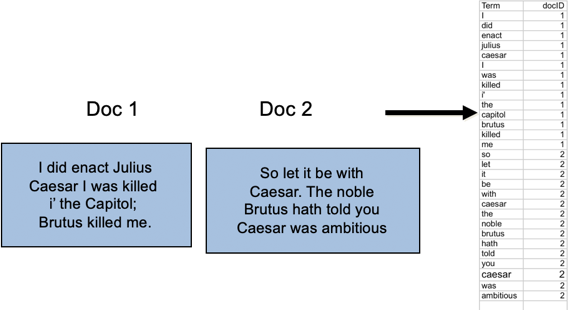 Doc 1
I did enact Julius
Caesar I was killed
i’ the Capitol;
Brutus killed me.
Doc 2
So let it be with
Caesar. The noble
Brutus hath told you
Caesar was ambitious
Term docID
I 1
did 1
enact 1
julius 1
caesar 1
I 1
was 1
killed 1
i' 1
the 1
capitol 1
brutus 1
killed 1
me 1
so 2
let 2
it 2
be 2
with 2
caesar 2
the 2
noble 2
brutus 2
hath 2
told 2
you 2
caesar 2
was 2
ambitious 2